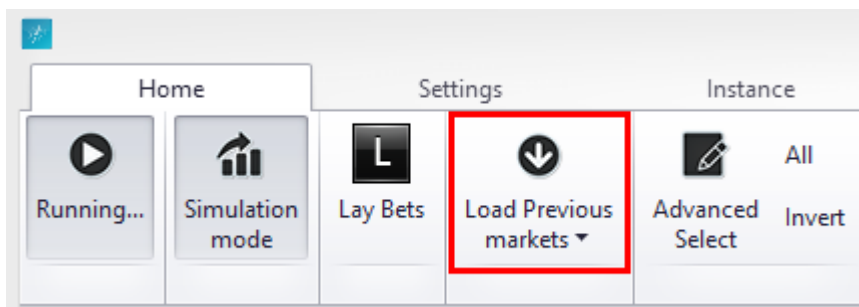 Home
Settings
Instance
Running...
Simulation
mode
L
Lay Bets
Load Previous
markets
Advanced
Select
All
Invert